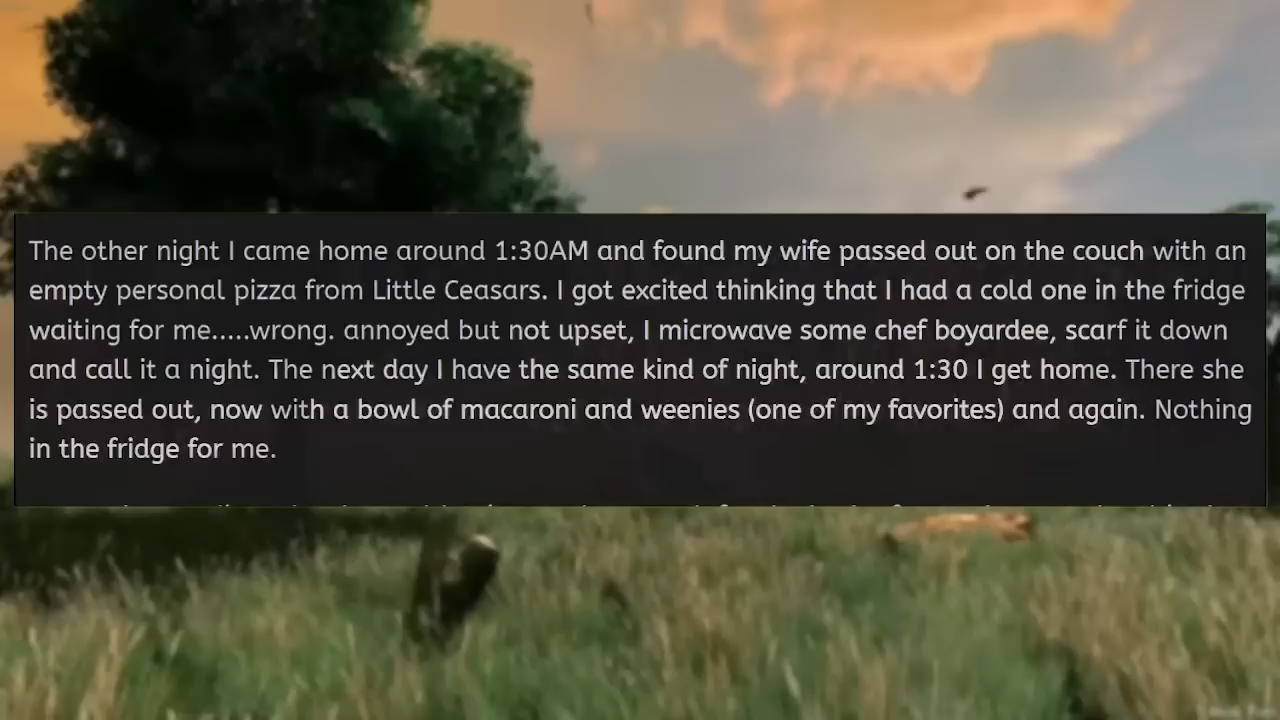 The other night I came home around 1:30AM and found my wife passed out on the couch with an
empty personal pizza from Little Ceasars. I got excited thinking that I had a cold one in the fridge
waiting for me.....wrong. annoyed but not upset, I microwave some chef boyardee, scarf it down
and call it a night. The next day I have the same kind of night, around 1:30 I get home. There she
is passed out, now with a bowl of macaroni and weenies (one of my favorites) and again. Nothing
in the fridge for me.